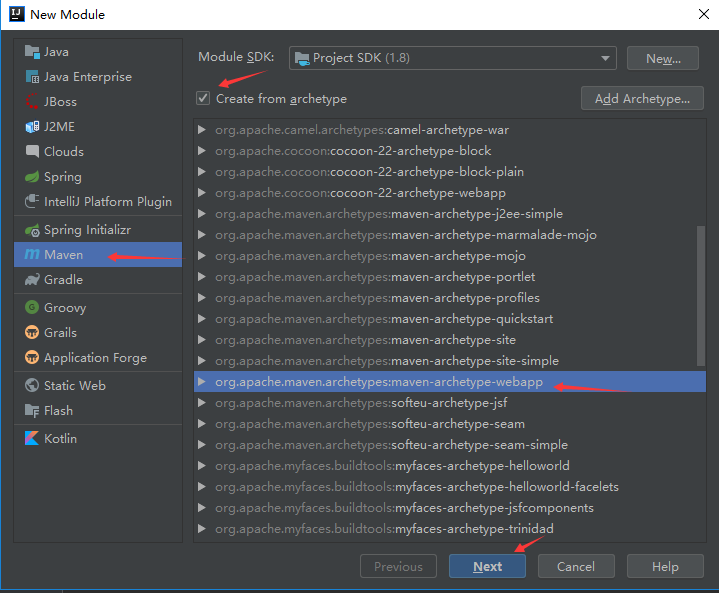 New Module
Java
Java Enterprise
JBoss
J2ME
Clouds
Spring
IntelliJ Platform Plugin
Spring Initializr
Maven
Gradle
Groovy
Grails
Application Forge
Static Web
Flash
Kotlin
Module SDK: Project SDK (1.8) New...
Create from archetype Add Archetype...
org.apache.camel.archetypes:camel-archetype-war
org.apache.cocoon:cocoon-22-archetype-block
org.apache.cocoon:cocoon-22-archetype-block-plain
org.apache.cocoon:cocoon-22-archetype-webapp
org.apache.maven.archetypes:maven-archetype-j2ee-simple
org.apache.maven.archetypes:maven-archetype-marmalade-mojo
org.apache.maven.archetypes:maven-archetype-mojo
org.apache.maven.archetypes:maven-archetype-portlet
org.apache.maven.archetypes:maven-archetype-profiles
org.apache.maven.archetypes:maven-archetype-quickstart
org.apache.maven.archetypes:maven-archetype-site
org.apache.maven.archetypes:maven-archetype-site-simple
org.apache.maven.archetypes:maven-archetype-webapp
org.apache.maven.archetypes:softeu-archetype-jsf
org.apache.maven.archetypes:softeu-archetype-seam
org.apache.maven.archetypes:softeu-archetype-seam-simple
org.apache.myfaces.buildtools:myfaces-archetype-helloworld
org.apache.myfaces.buildtools:myfaces-archetype-helloworld-facelets
org.apache.myfaces.buildtools:myfaces-archetype-jsfcomponents
org.apache.myfaces.buildtools:myfaces-archetype-trinidad
Previous Next Cancel Help